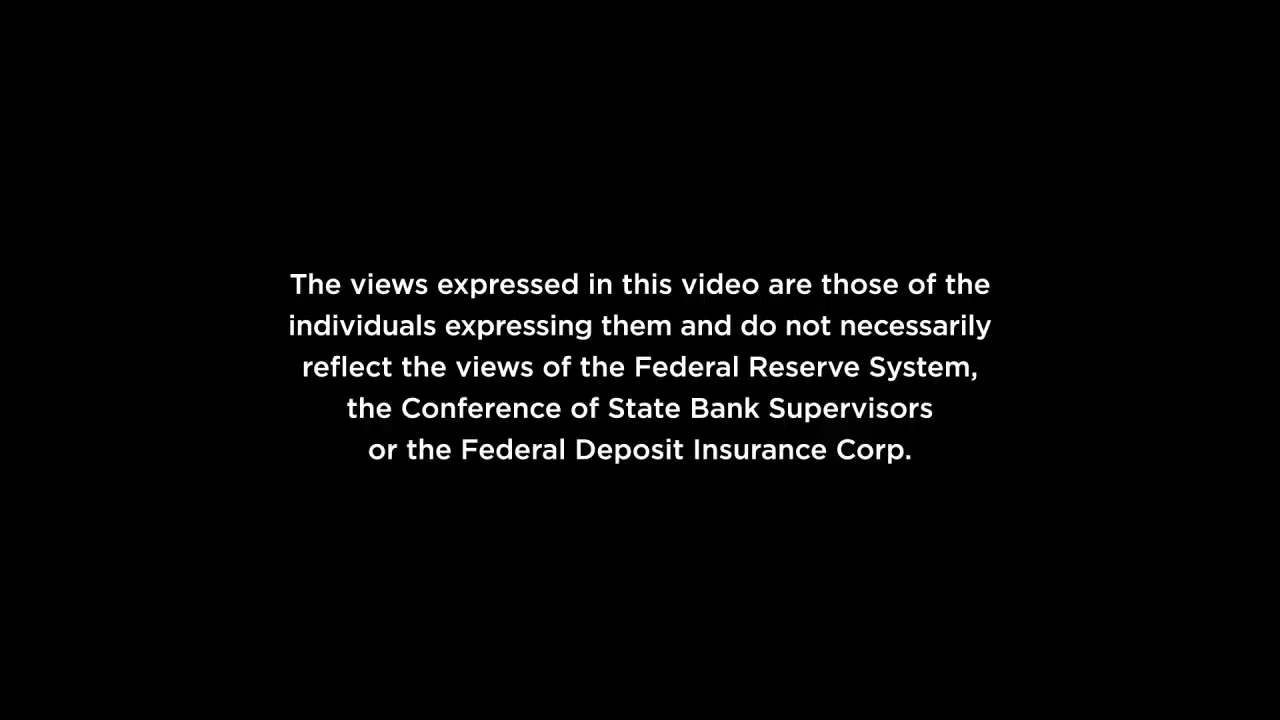 The views expressed in this video are those of the
individuals expressing them and do not necessarily
reflect the views of the Federal Reserve System,
the Conference of State Bank Supervisors
or the Federal Deposit Insurance Corp.